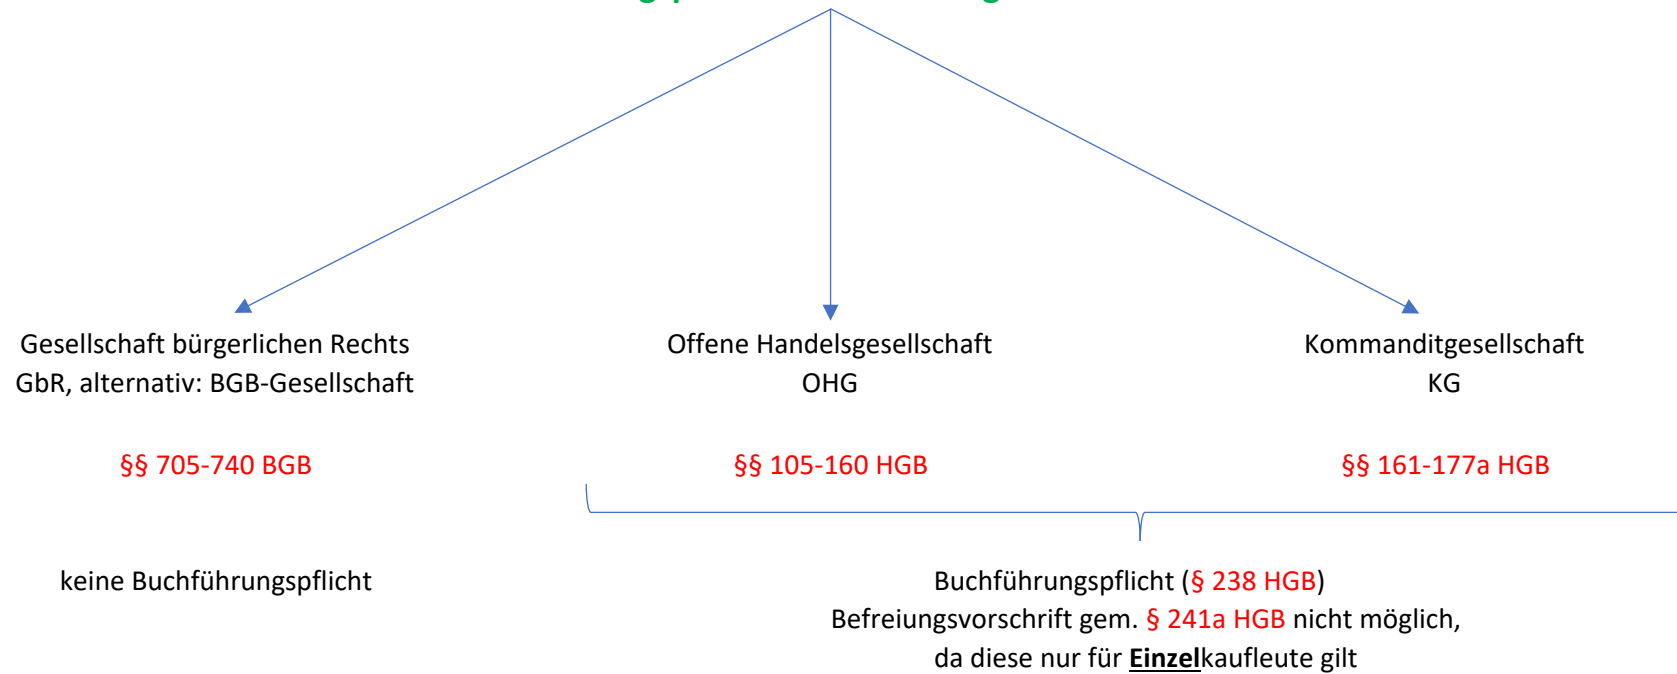 Gesellschaft bürgerlichen Rechts
GbR, alternativ: BGB-Gesellschaft
§§ 705-740 BGB
keine Buchführungspflicht
Offene Handelsgesellschaft
OHG
§§ 105-160 HGB
Kommanditgesellschaft
KG
§§ 161-177a HGB
Buchführungspflicht (§ 238 HGB)
Befreiungsvorschrift gem. § 241a HGB nicht möglich,
da diese nur für Einzelkaufleute gilt